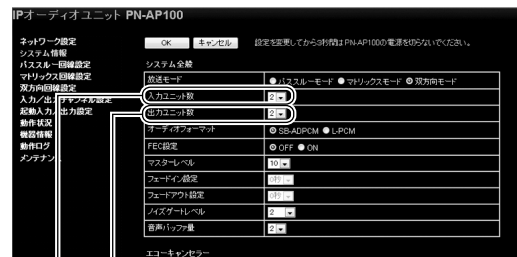 IPオーディオユニット PN-AP100
ネットワーク設定
システム情報
パススルー回線設定
マトリックス回線設定
双方向回線設定
入力/出力チャンネル設定
起動入力/出力設定
動作状況
機器情報
動作ログ
メンテナンス
OK キャンセル 設定を変更してから3秒間はPN-AP100の電源を切らないでください。
システム全般
放送モード パススルーモード マトリックスモード 双方向モード
入力ユニット数 2
出力ユニット数 2
オーディオフォーマット SB-ADPCM L-PCM
FEC設定 OFF ON
マスターレベル 10
フェードイン設定 0秒
フェードアウト設定 0秒
ノイズゲートレベル 2
音声バッファ量 2
エコーキャンセラー